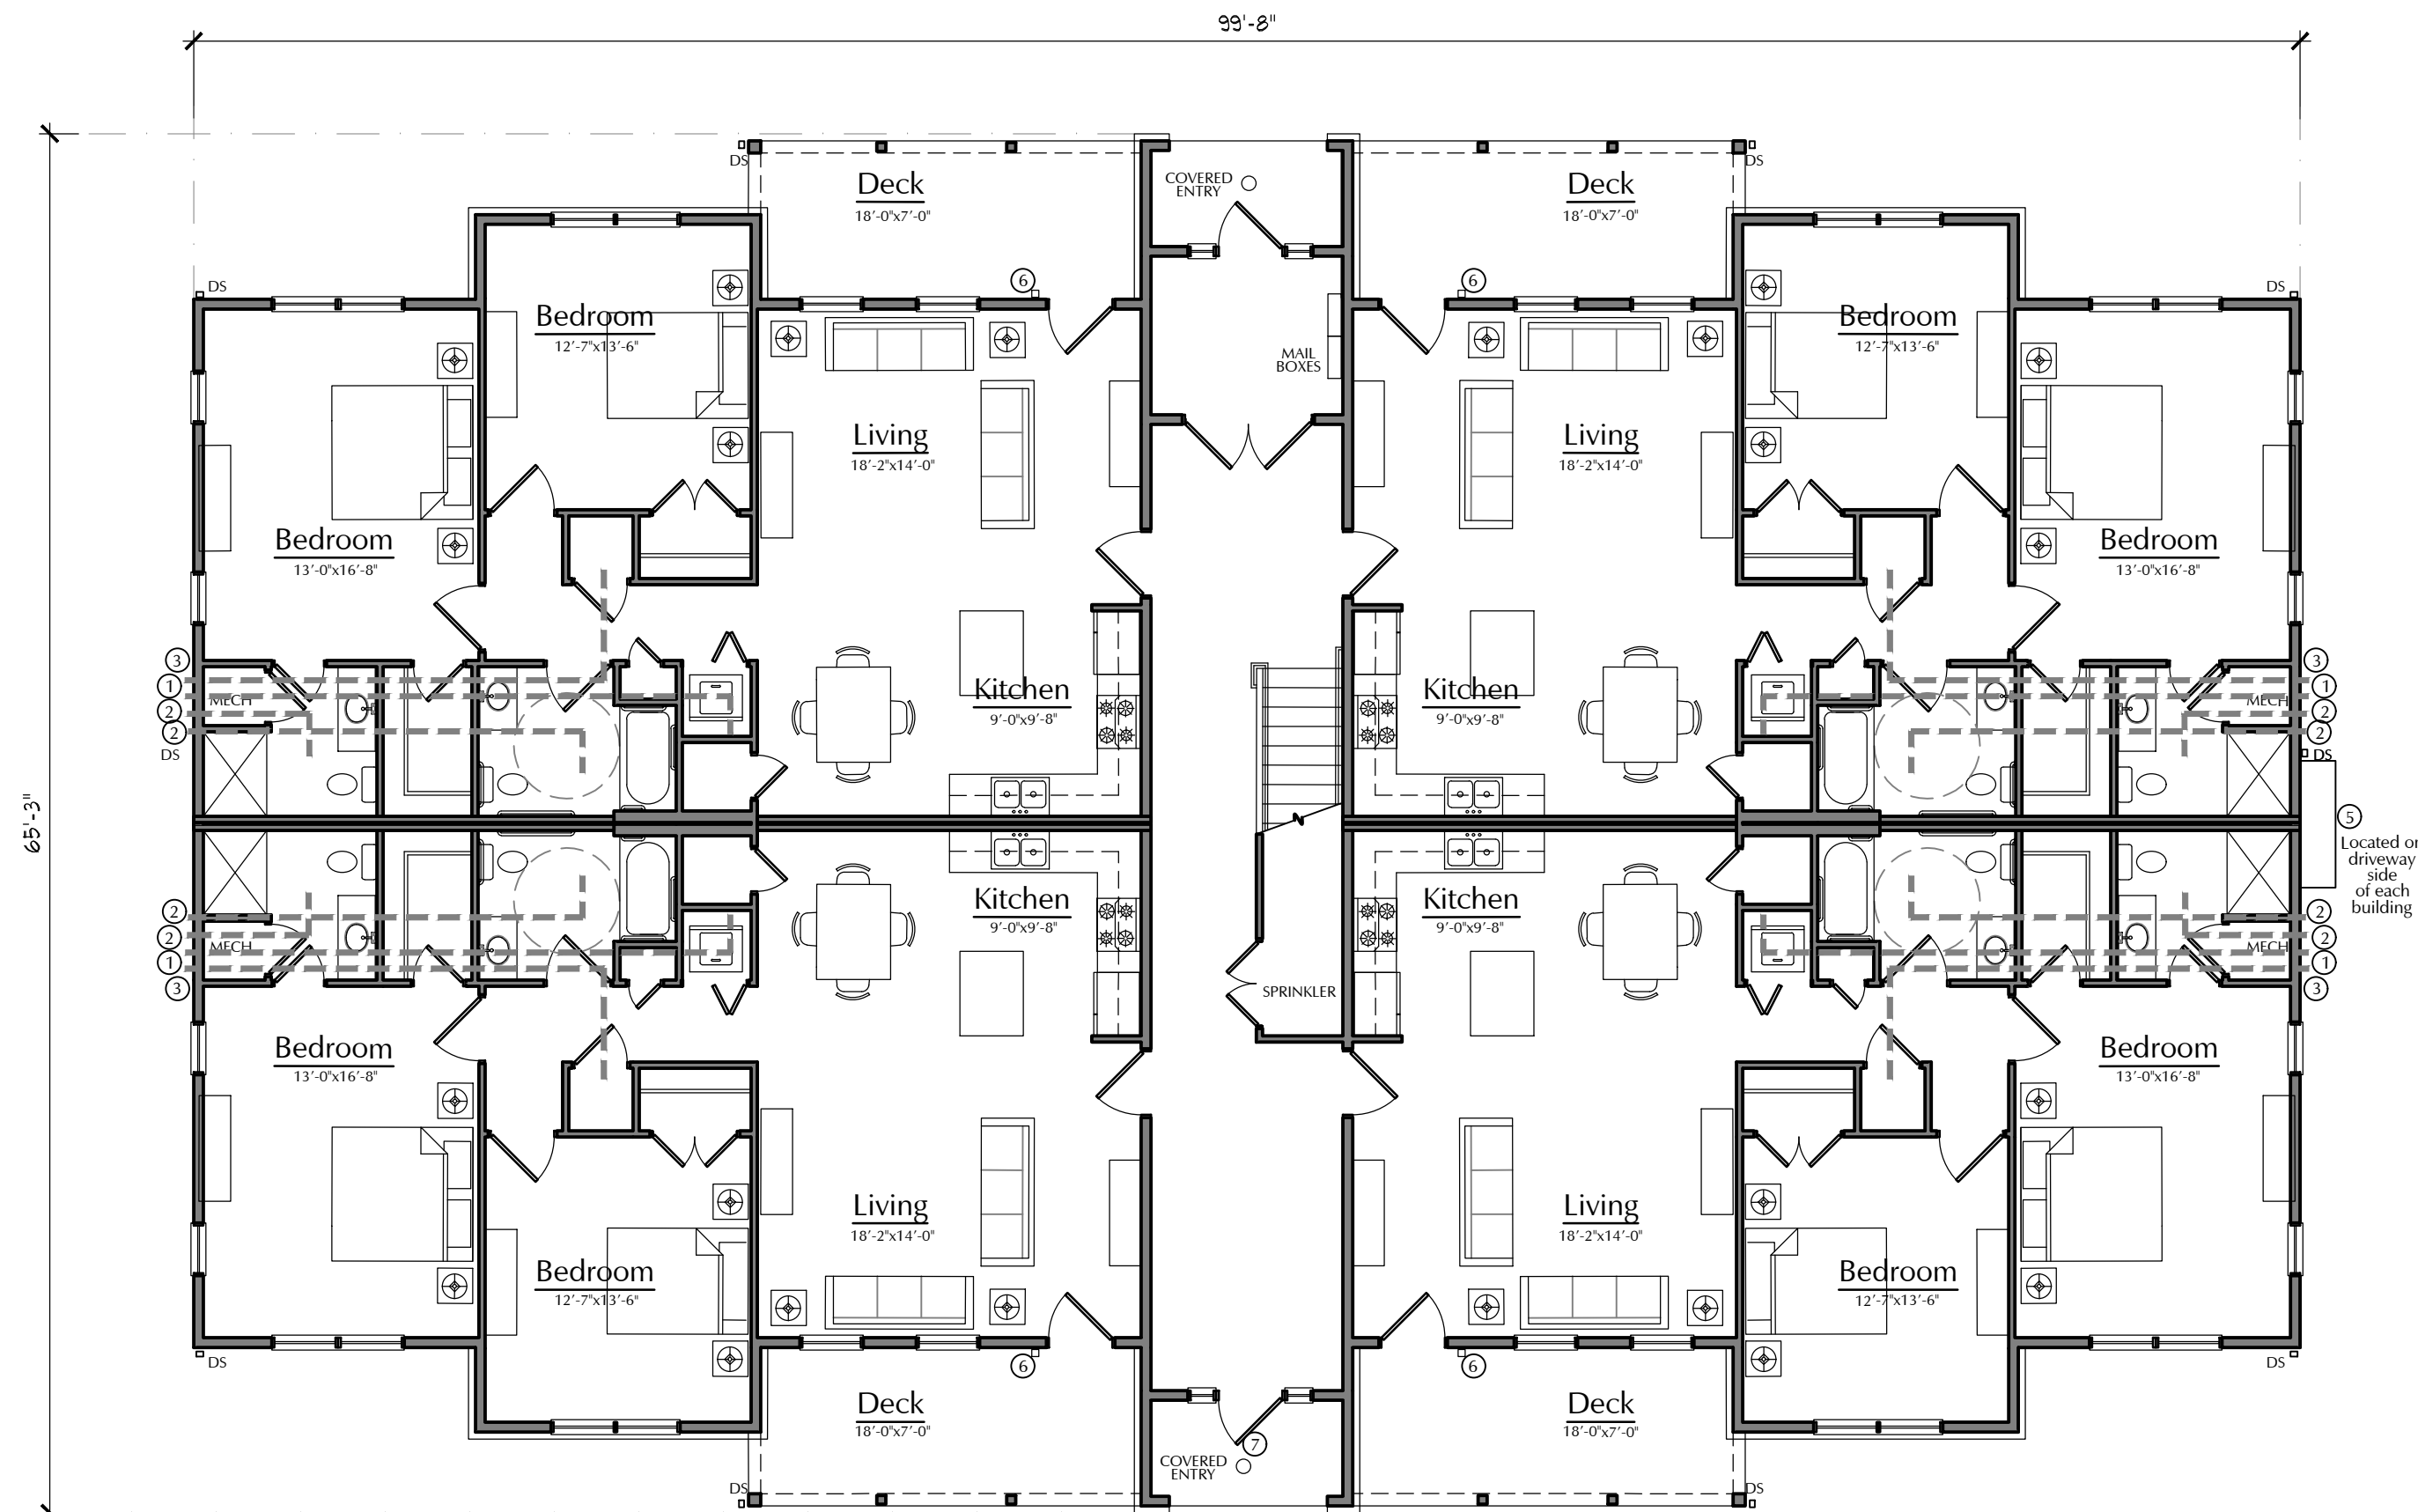 99'-8"
65'-3"
DS
Deck
18'-0"x7'-0"
COVERED
ENTRY
Deck
18'-0"x7'-0"
DS
DS
Bedroom
12'-7"x13'-6"
6
6
Bedroom
12'-7"x13'-6"
DS
MAIL
BOXES
Living
18'-2"x14'-0"
Living
18'-2"x14'-0"
Bedroom
13'-0"x16'-8"
Bedroom
13'-0"x16'-8"
3
1
MECH
2
2
DS
Kitchen
9'-0"x9'-8"
Kitchen
9'-0"x9'-8"
3
1
MECH
2
2
DS
5
Located or
driveway
side
of each
building
2
2
MECH
1
3
Kitchen
9'-0"x9'-8"
Kitchen
9'-0"x9'-8"
2
2
MECH
1
3
SPRINKLER
Bedroom
13'-0"x16'-8"
Bedroom
13'-0"x16'-8"
Living
18'-2"x14'-0"
Living
18'-2"x14'-0"
Bedroom
12'-7"x13'-6"
Bedroom
12'-7"x13'-6"
DS
6
6
DS
Deck
18'-0"x7'-0"
Deck
18'-0"x7'-0"
7
COVERED
ENTRY
DS
DS